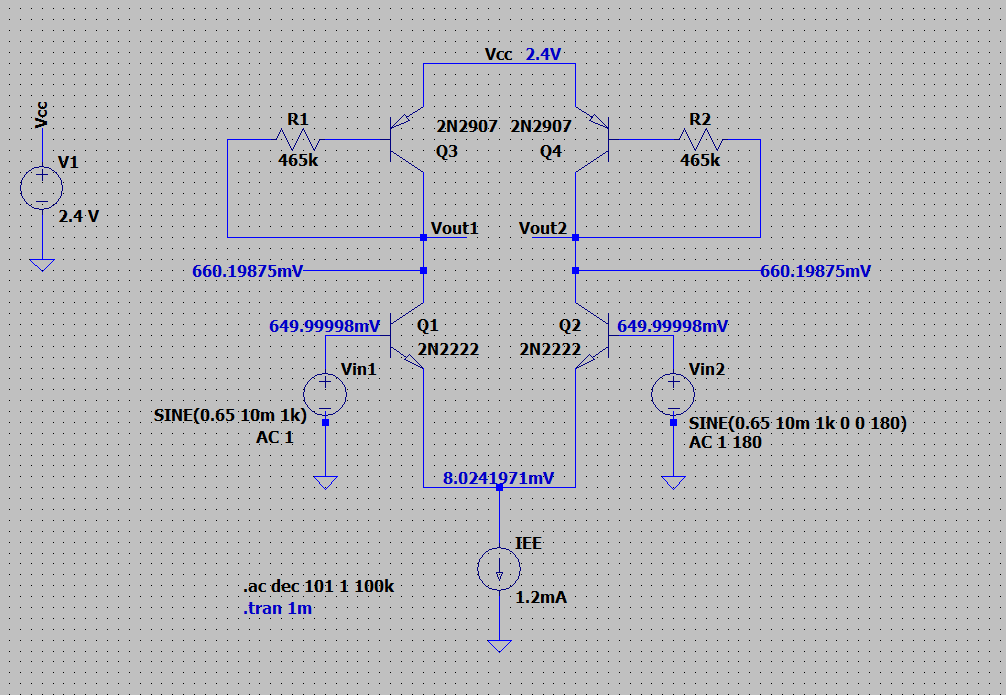 Vcc 2.4V
Vcc
V1
2.4 V
R1
465k
2N2907
Q3
2N2907
Q4
R2
465k
Vout1
Vout2
660.19875mV
660.19875mV
649.99998mV
Q1
2N2222
Q2
2N2222
649.99998mV
Vin1
SINE(0.65 10m 1k)
AC 1
Vin2
SINE(0.65 10m 1k 0 0 180)
AC 1 180
8.0241971mV
IEE
1.2mA
.ac dec 101 1 100k
.tran 1m